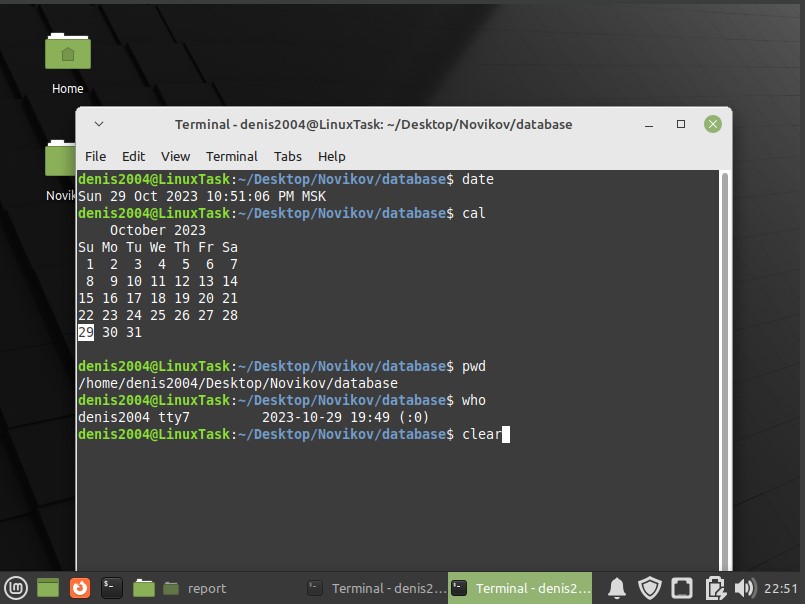 Home
Novik
Terminal - denis2004@LinuxTask: ~/Desktop/Novikov/database
File Edit View Terminal Tabs Help
denis2004@LinuxTask:~/Desktop/Novikov/database$ date
Sun 29 Oct 2023 10:51:06 PM MSK
denis2004@LinuxTask:~/Desktop/Novikov/database$ cal
    October 2023
Su Mo Tu We Th Fr Sa
 1  2  3  4  5  6  7
 8  9 10 11 12 13 14
15 16 17 18 19 20 21
22 23 24 25 26 27 28
29 30 31
denis2004@LinuxTask:~/Desktop/Novikov/database$ pwd
/home/denis2004/Desktop/Novikov/database
denis2004@LinuxTask:~/Desktop/Novikov/database$ who
denis2004 tty7         2023-10-29 19:49 (:0)
denis2004@LinuxTask:~/Desktop/Novikov/database$ clear
report Terminal - denis2... Terminal - denis2... 22:51